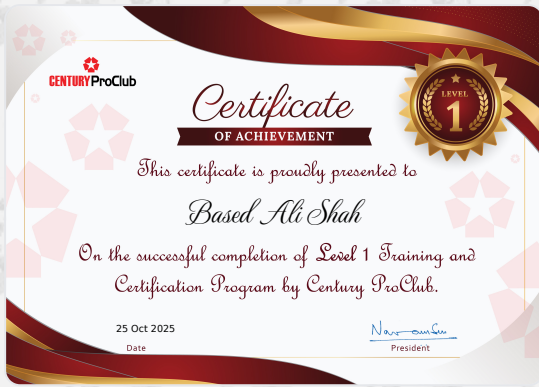 CENTURY ProClub
LEVEL
1
Certificate
OF ACHIEVEMENT
This certificate is proudly presented to
Based Ali Shah
On the successful completion of Level 1 Training and
Certification Program by Century ProClub.
25 Oct 2025
Date
President